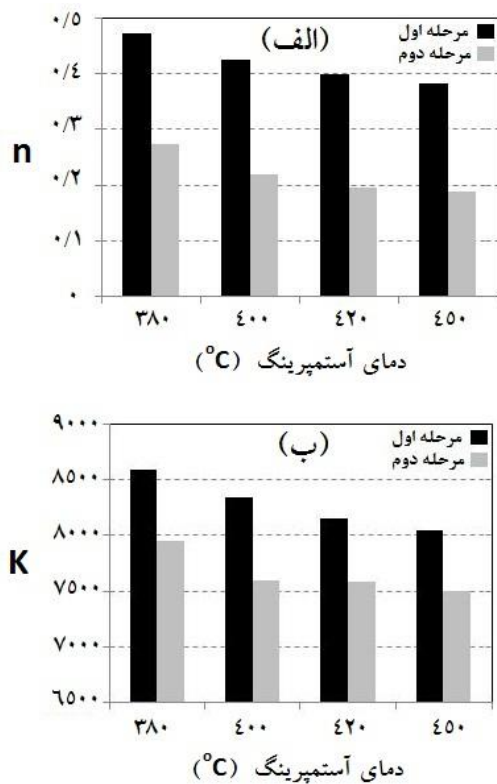 ۰/۵
۰/٤
۰/۳
۰/۲
۰/۱
۰
n
(الف)
مرحله اول
مرحله دوم
۳۸۰ ٤۰۰ ٤۲۰ ٤۵۰
دمای آستمپرینگ (°C)
۹۰۰۰
۸۵۰۰
۸۰۰۰
۷۵۰۰
۷۰۰۰
٦۵۰۰
K
(ب)
مرحله اول
مرحله دوم
۳۸۰ ٤۰۰ ٤۲۰ ٤۵۰
دمای آستمپرینگ (°C)